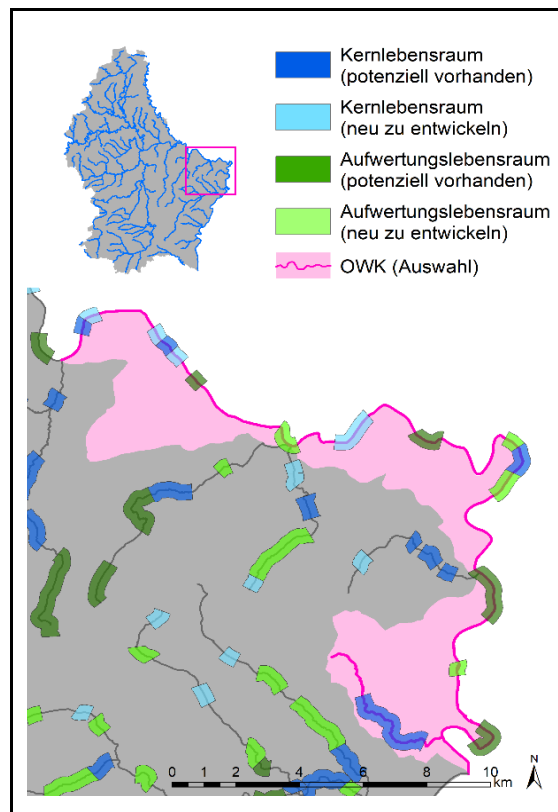 Kernlebensraum
(potenziell vorhanden)
Kernlebensraum
(neu zu entwickeln)
Aufwertungslebensraum
(potenziell vorhanden)
Aufwertungslebensraum
(neu zu entwickeln)
OWK (Auswahl)
0 2 4 6 8 10
km
N